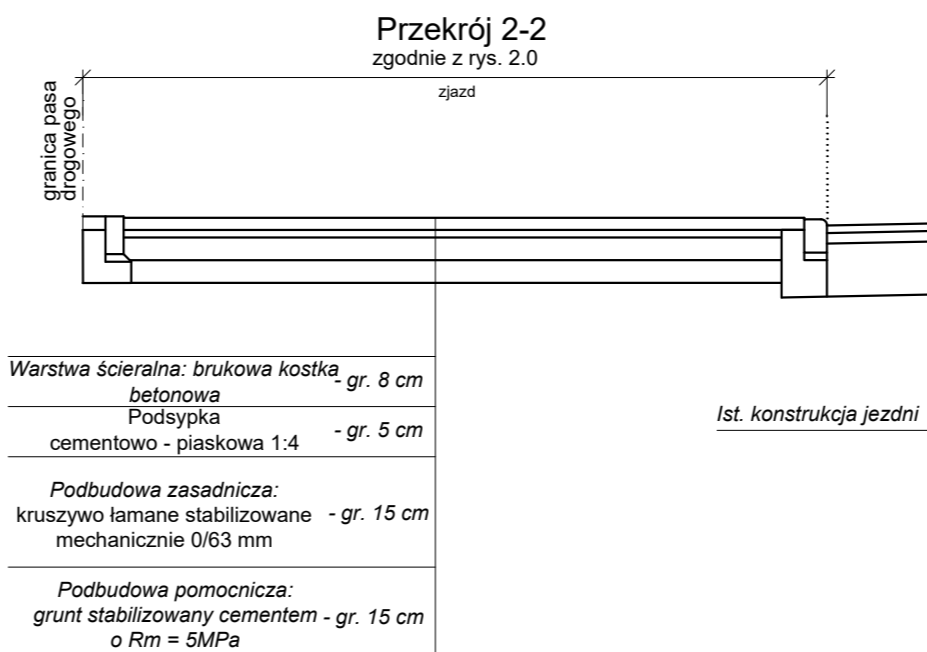 Przekrój 2-2
zgodnie z rys. 2.0
zjazd
granica pasa
drogowego
Warstwa ścieralna: brukowa kostka
betonowa
- gr. 8 cm
Podsypka
cementowo - piaskowa 1:4
- gr. 5 cm
Podbudowa zasadnicza:
kruszywo łamane stabilizowane
mechanicznie 0/63 mm
- gr. 15 cm
Podbudowa pomocnicza:
grunt stabilizowany cementem
o Rm = 5MPa
- gr. 15 cm
Ist. konstrukcja jezdni